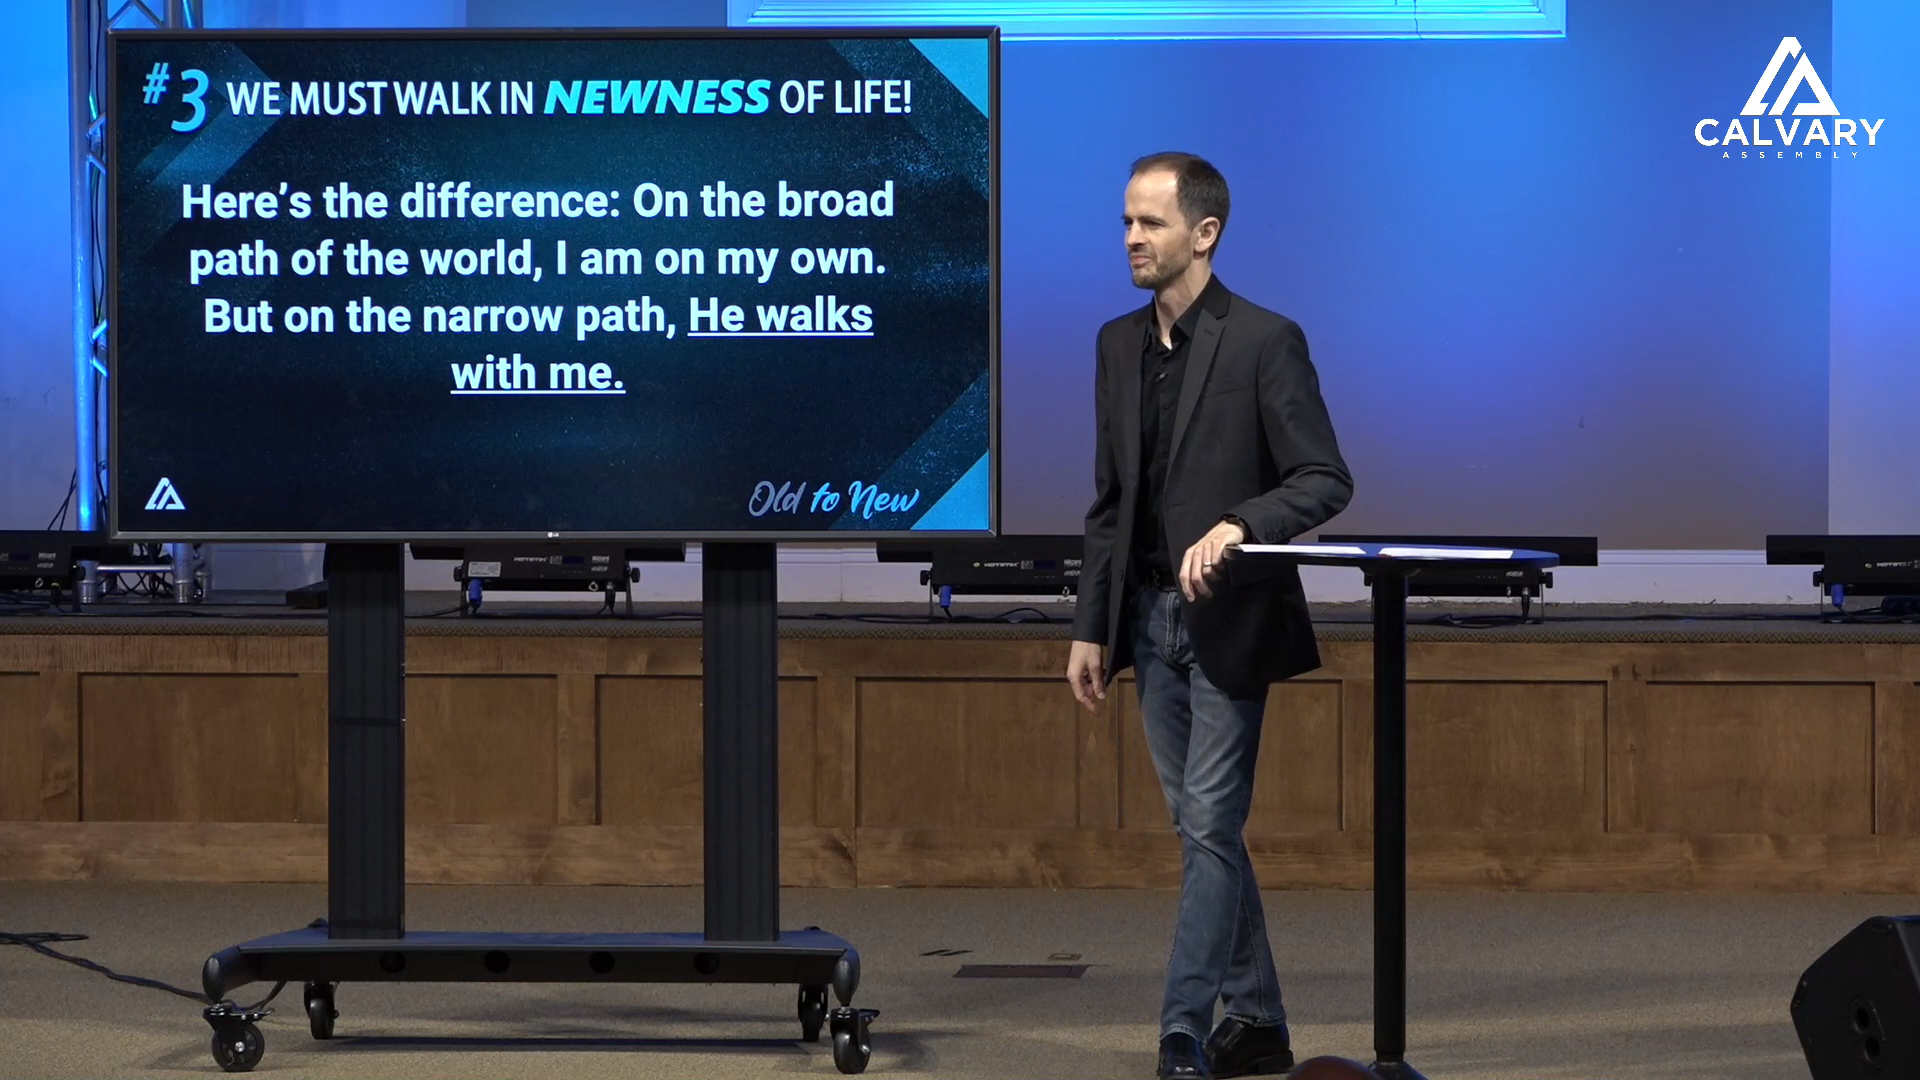 #3 WE MUST WALK IN NEWNESS OF LIFE!
Here's the difference: On the broad
path of the world, I am on my own.
But on the narrow path, He walks
with me.
Old to New
LG
CALVARY
ASSEMBLY